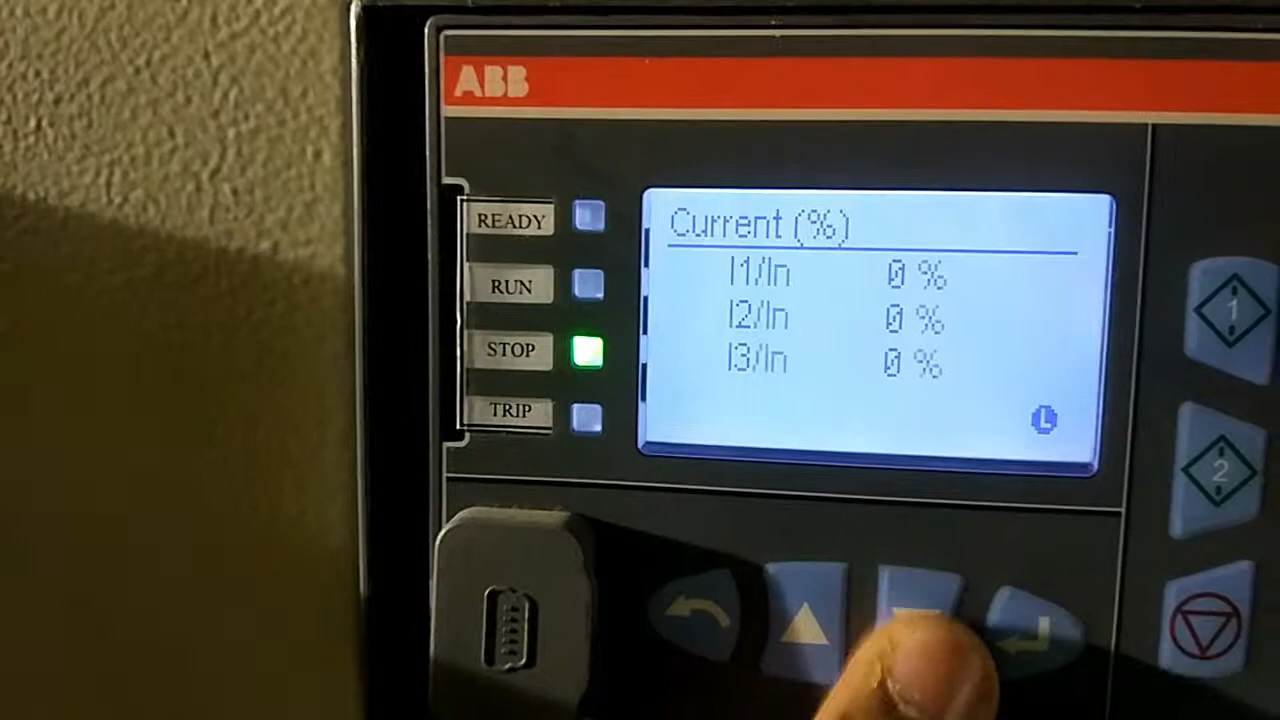 ABB
READY
RUN
STOP
TRIP
Current (%)
I1/In 0 %
I2/In 0 %
I3/In 0 %
L
1
2